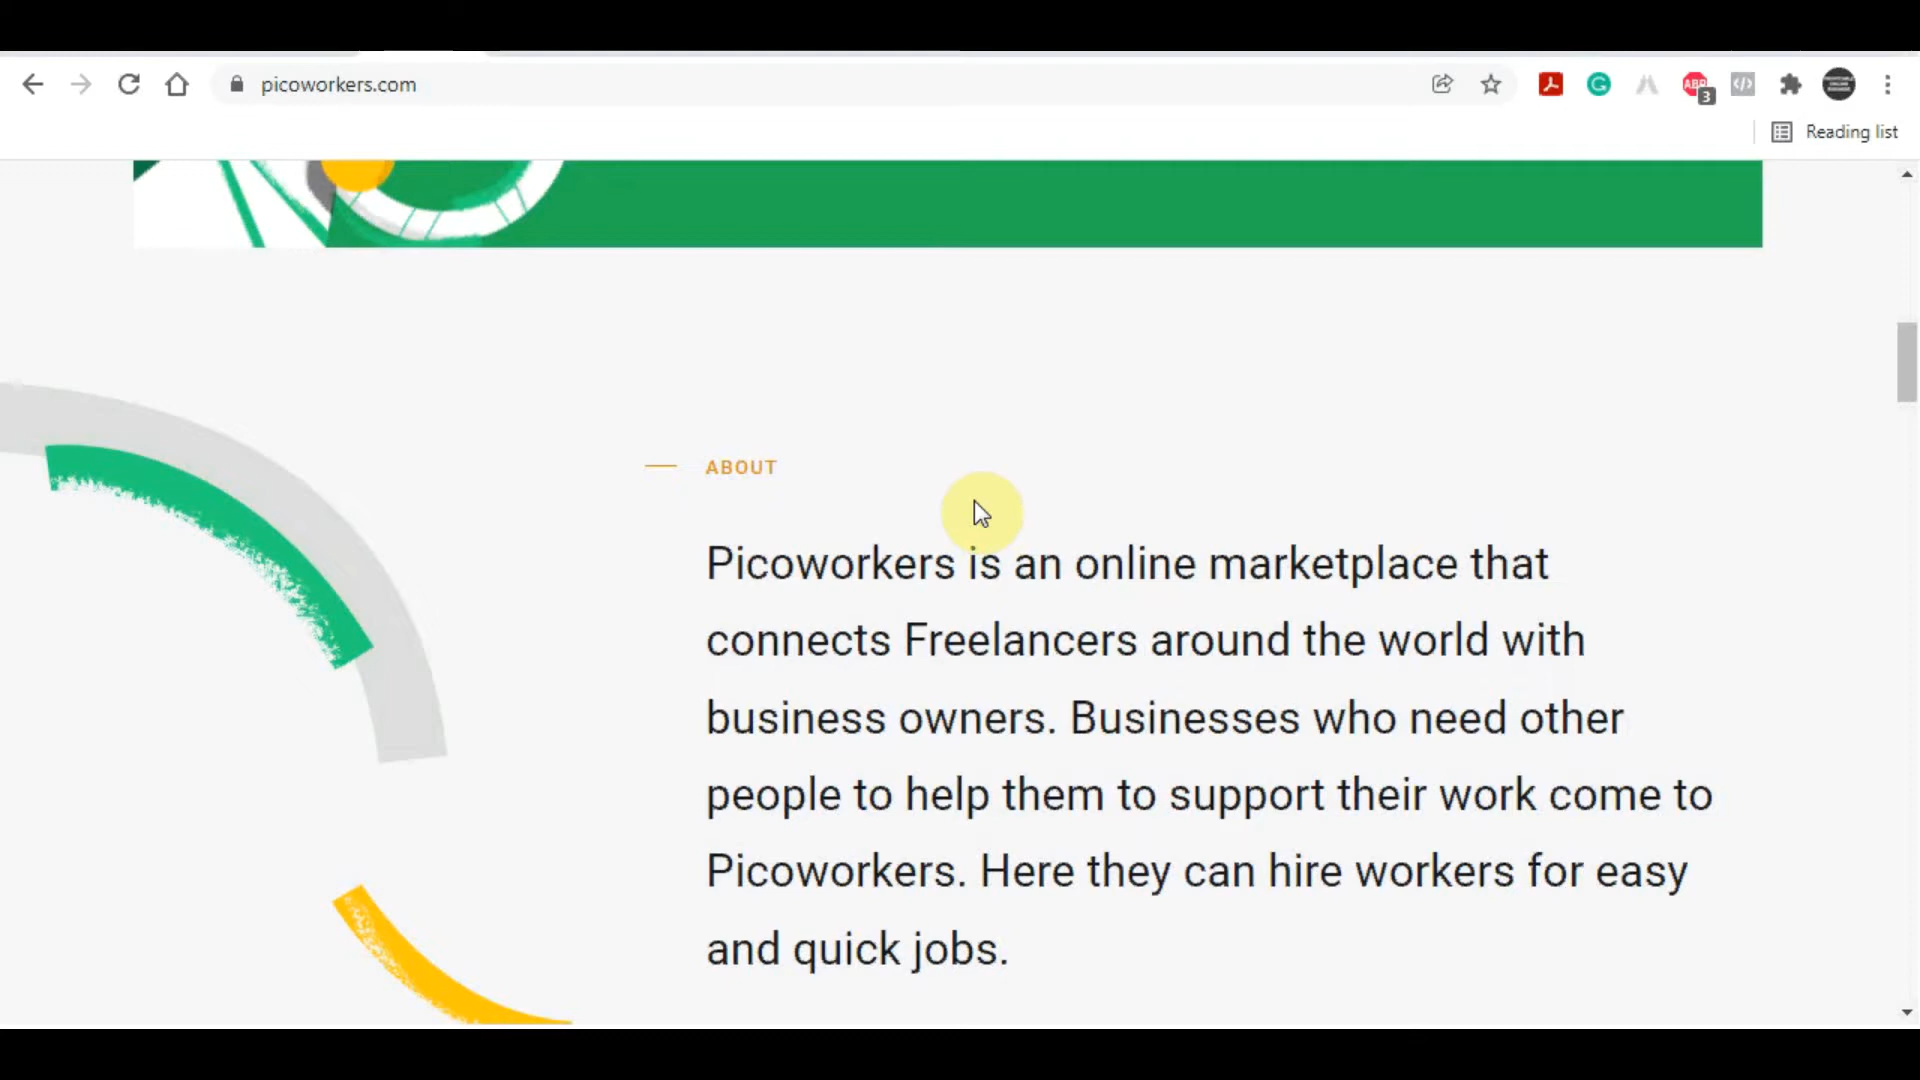 picoworkers.com
ABP
3
Reading list
ABOUT
Picoworkers is an online marketplace that
connects Freelancers around the world with
business owners. Businesses who need other
people to help them to support their work come to
Picoworkers. Here they can hire workers for easy
and quick jobs.